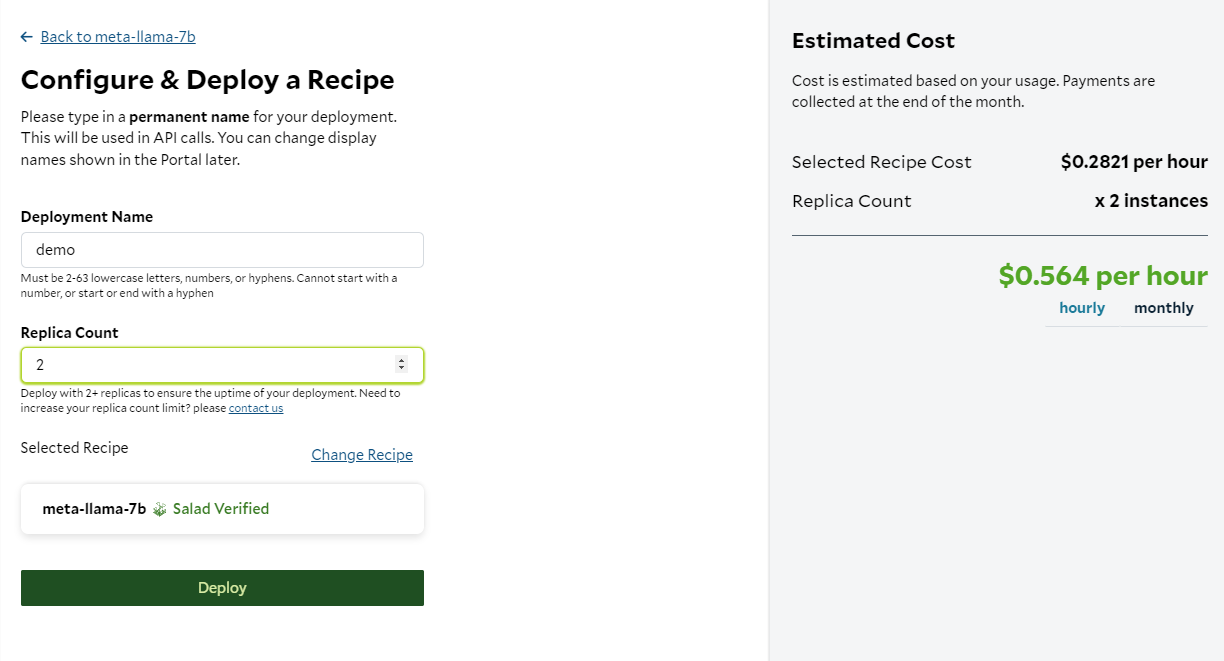 ← Back to meta-llama-7b
Configure & Deploy a Recipe
Please type in a permanent name for your deployment.
This will be used in API calls. You can change display
names shown in the Portal later.
Deployment Name
demo
Must be 2-63 lowercase letters, numbers, or hyphens. Cannot start with a
number, or start or end with a hyphen
Replica Count
2
Deploy with 2+ replicas to ensure the uptime of your deployment. Need to
increase your replica count limit? please contact us
Selected Recipe
Change Recipe
meta-llama-7b Salad Verified
Deploy
Estimated Cost
Cost is estimated based on your usage. Payments are
collected at the end of the month.
Selected Recipe Cost $0.2821 per hour
Replica Count x 2 instances
$0.564 per hour
hourly monthly